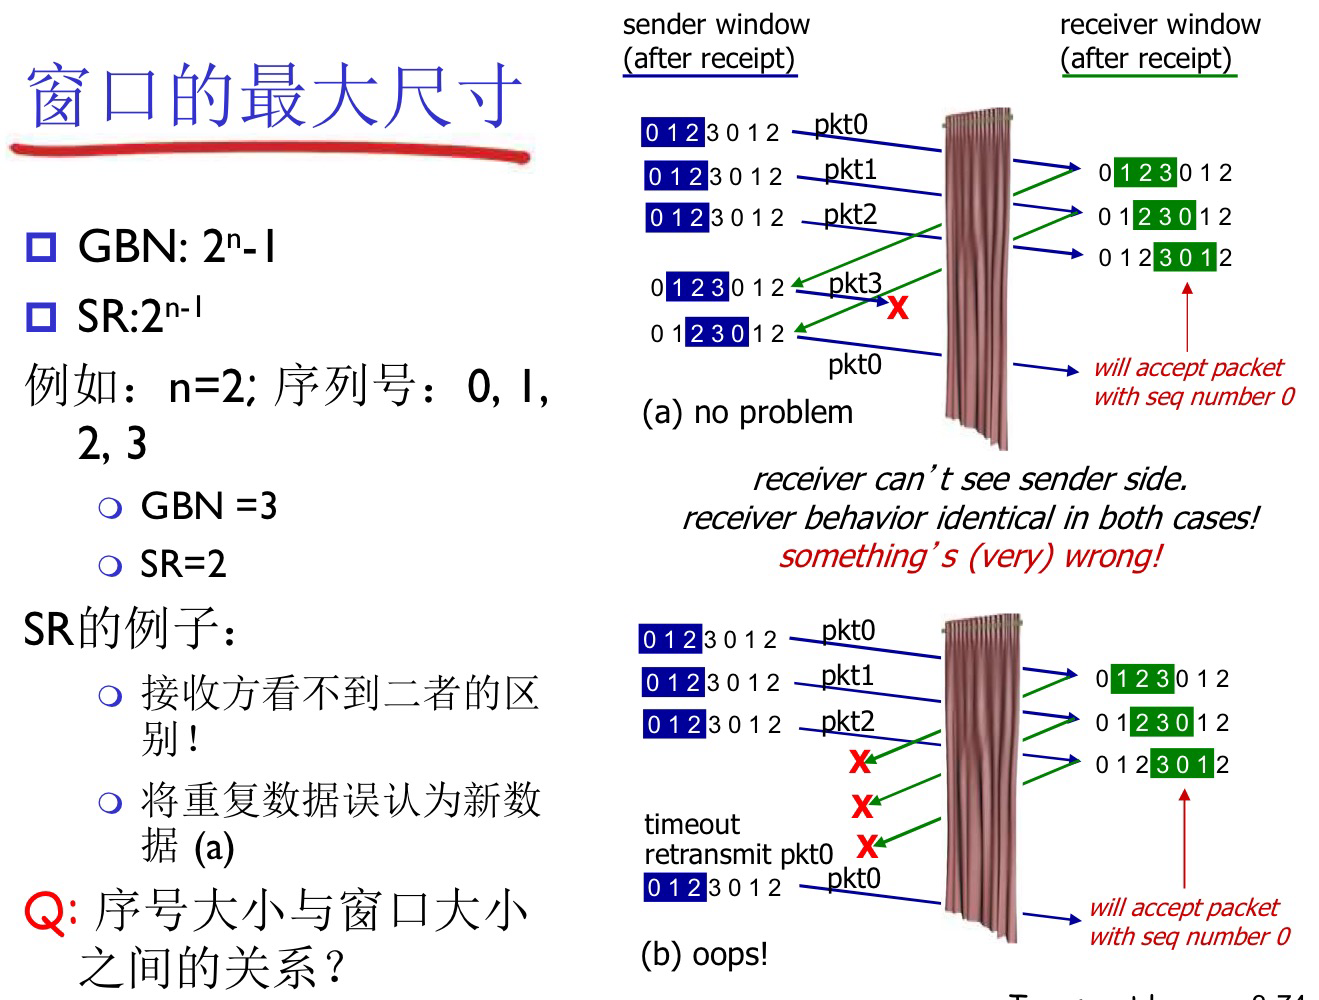 窗口的最大尺寸
GBN: 2ⁿ-1
SR:2ⁿ⁻¹
例如：n=2; 序列号：0, 1,
2, 3
GBN =3
SR=2
SR的例子：
接收方看不到二者的区
别！
将重复数据误认为新数
据 (a)
Q: 序号大小与窗口大小
之间的关系？
sender window
(after receipt)
receiver window
(after receipt)
0 1 2 3 0 1 2
pkt0
0 1 2 3 0 1 2
0 1 2 3 0 1 2
pkt1
0 1 2 3 0 1 2
0 1 2 3 0 1 2
pkt2
0 1 2 3 0 1 2
0 1 2 3 0 1 2
pkt3
X
0 1 2 3 0 1 2
pkt0
will accept packet
with seq number 0
(a) no problem
receiver can’t see sender side.
receiver behavior identical in both cases!
something’s (very) wrong!
0 1 2 3 0 1 2
pkt0
0 1 2 3 0 1 2
0 1 2 3 0 1 2
pkt1
0 1 2 3 0 1 2
0 1 2 3 0 1 2
pkt2
0 1 2 3 0 1 2
X
X
X
timeout
retransmit pkt0
0 1 2 3 0 1 2
pkt0
will accept packet
with seq number 0
(b) oops!